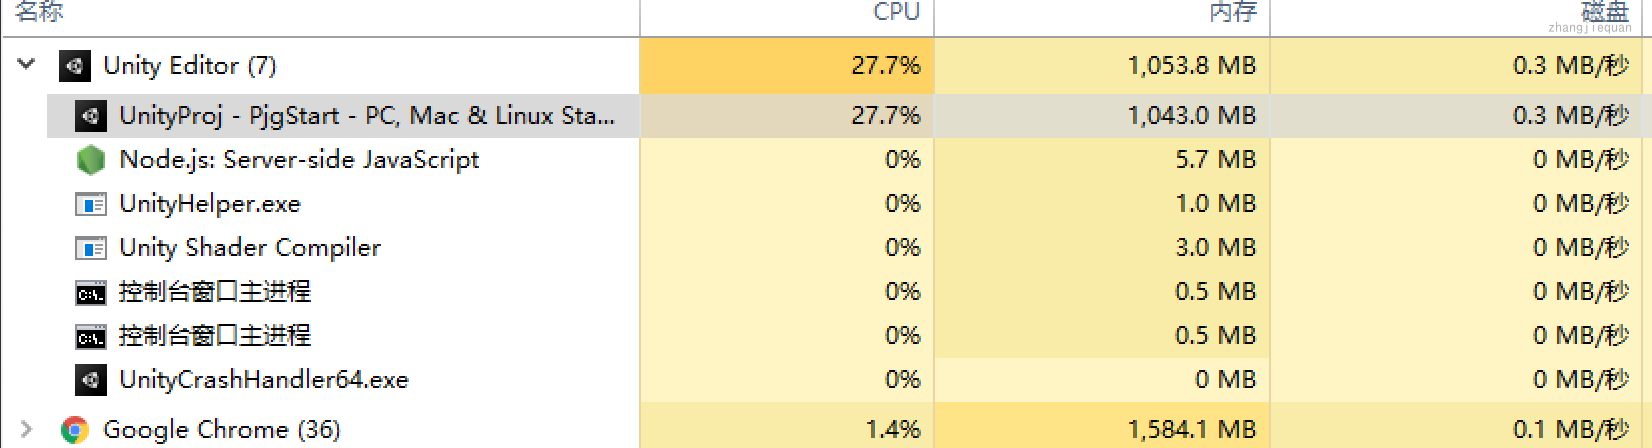 名称 CPU 内存 磁盘
zhangjiequan
Unity Editor (7) 27.7% 1,053.8 MB 0.3 MB/秒
UnityProj - PjgStart - PC, Mac & Linux Sta... 27.7% 1,043.0 MB 0.3 MB/秒
Node.js: Server-side JavaScript 0% 5.7 MB 0 MB/秒
UnityHelper.exe 0% 1.0 MB 0 MB/秒
Unity Shader Compiler 0% 3.0 MB 0 MB/秒
控制台窗口主进程 0% 0.5 MB 0 MB/秒
控制台窗口主进程 0% 0.5 MB 0 MB/秒
UnityCrashHandler64.exe 0% 0 MB 0 MB/秒
Google Chrome (36) 1.4% 1,584.1 MB 0.1 MB/秒